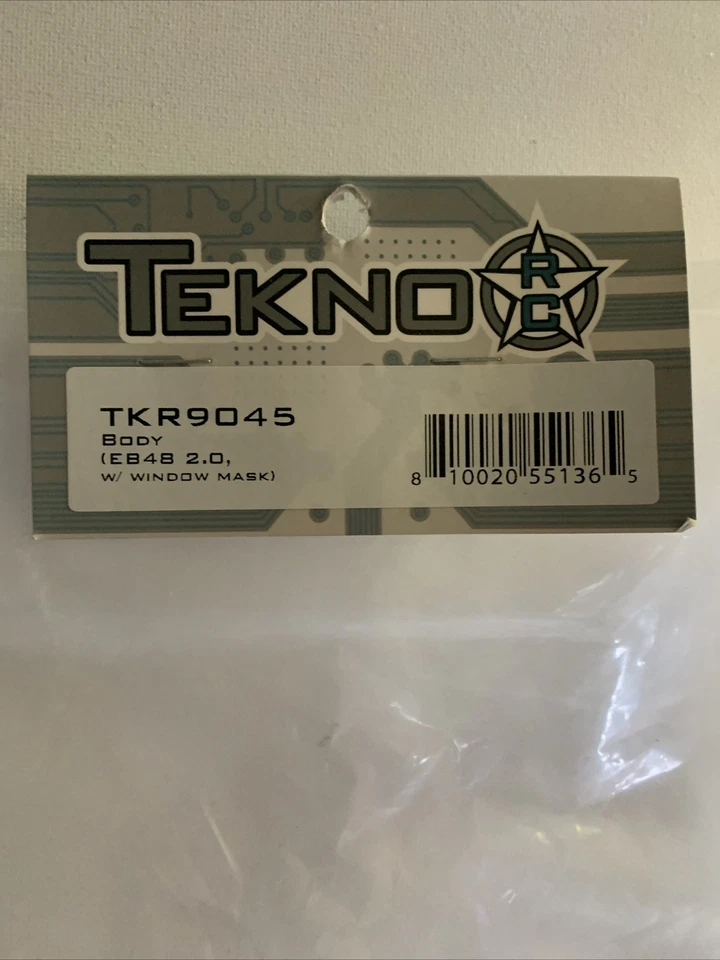 TEKNO RC
TKR9045
BODY
(EB48 2.0,
W/ WINDOW MASK)
8 10020 55136 5